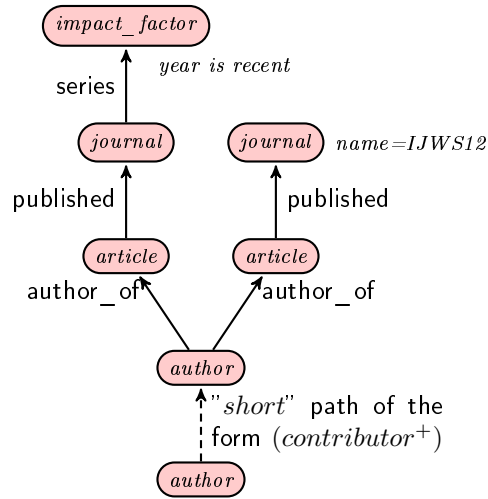 impact_factor
year is recent
series
journal
journal
name=IJWS12
published
published
article
article
author_of
author_of
author
"short" path of the
form (contributor⁺)
author